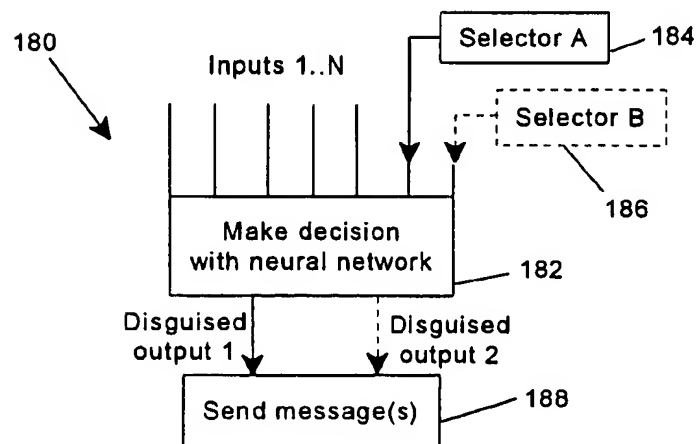 180
Inputs 1..N
Selector A
184
Selector B
186
Make decision
with neural network
182
Disguised
output 1
Disguised
output 2
Send message(s)
188